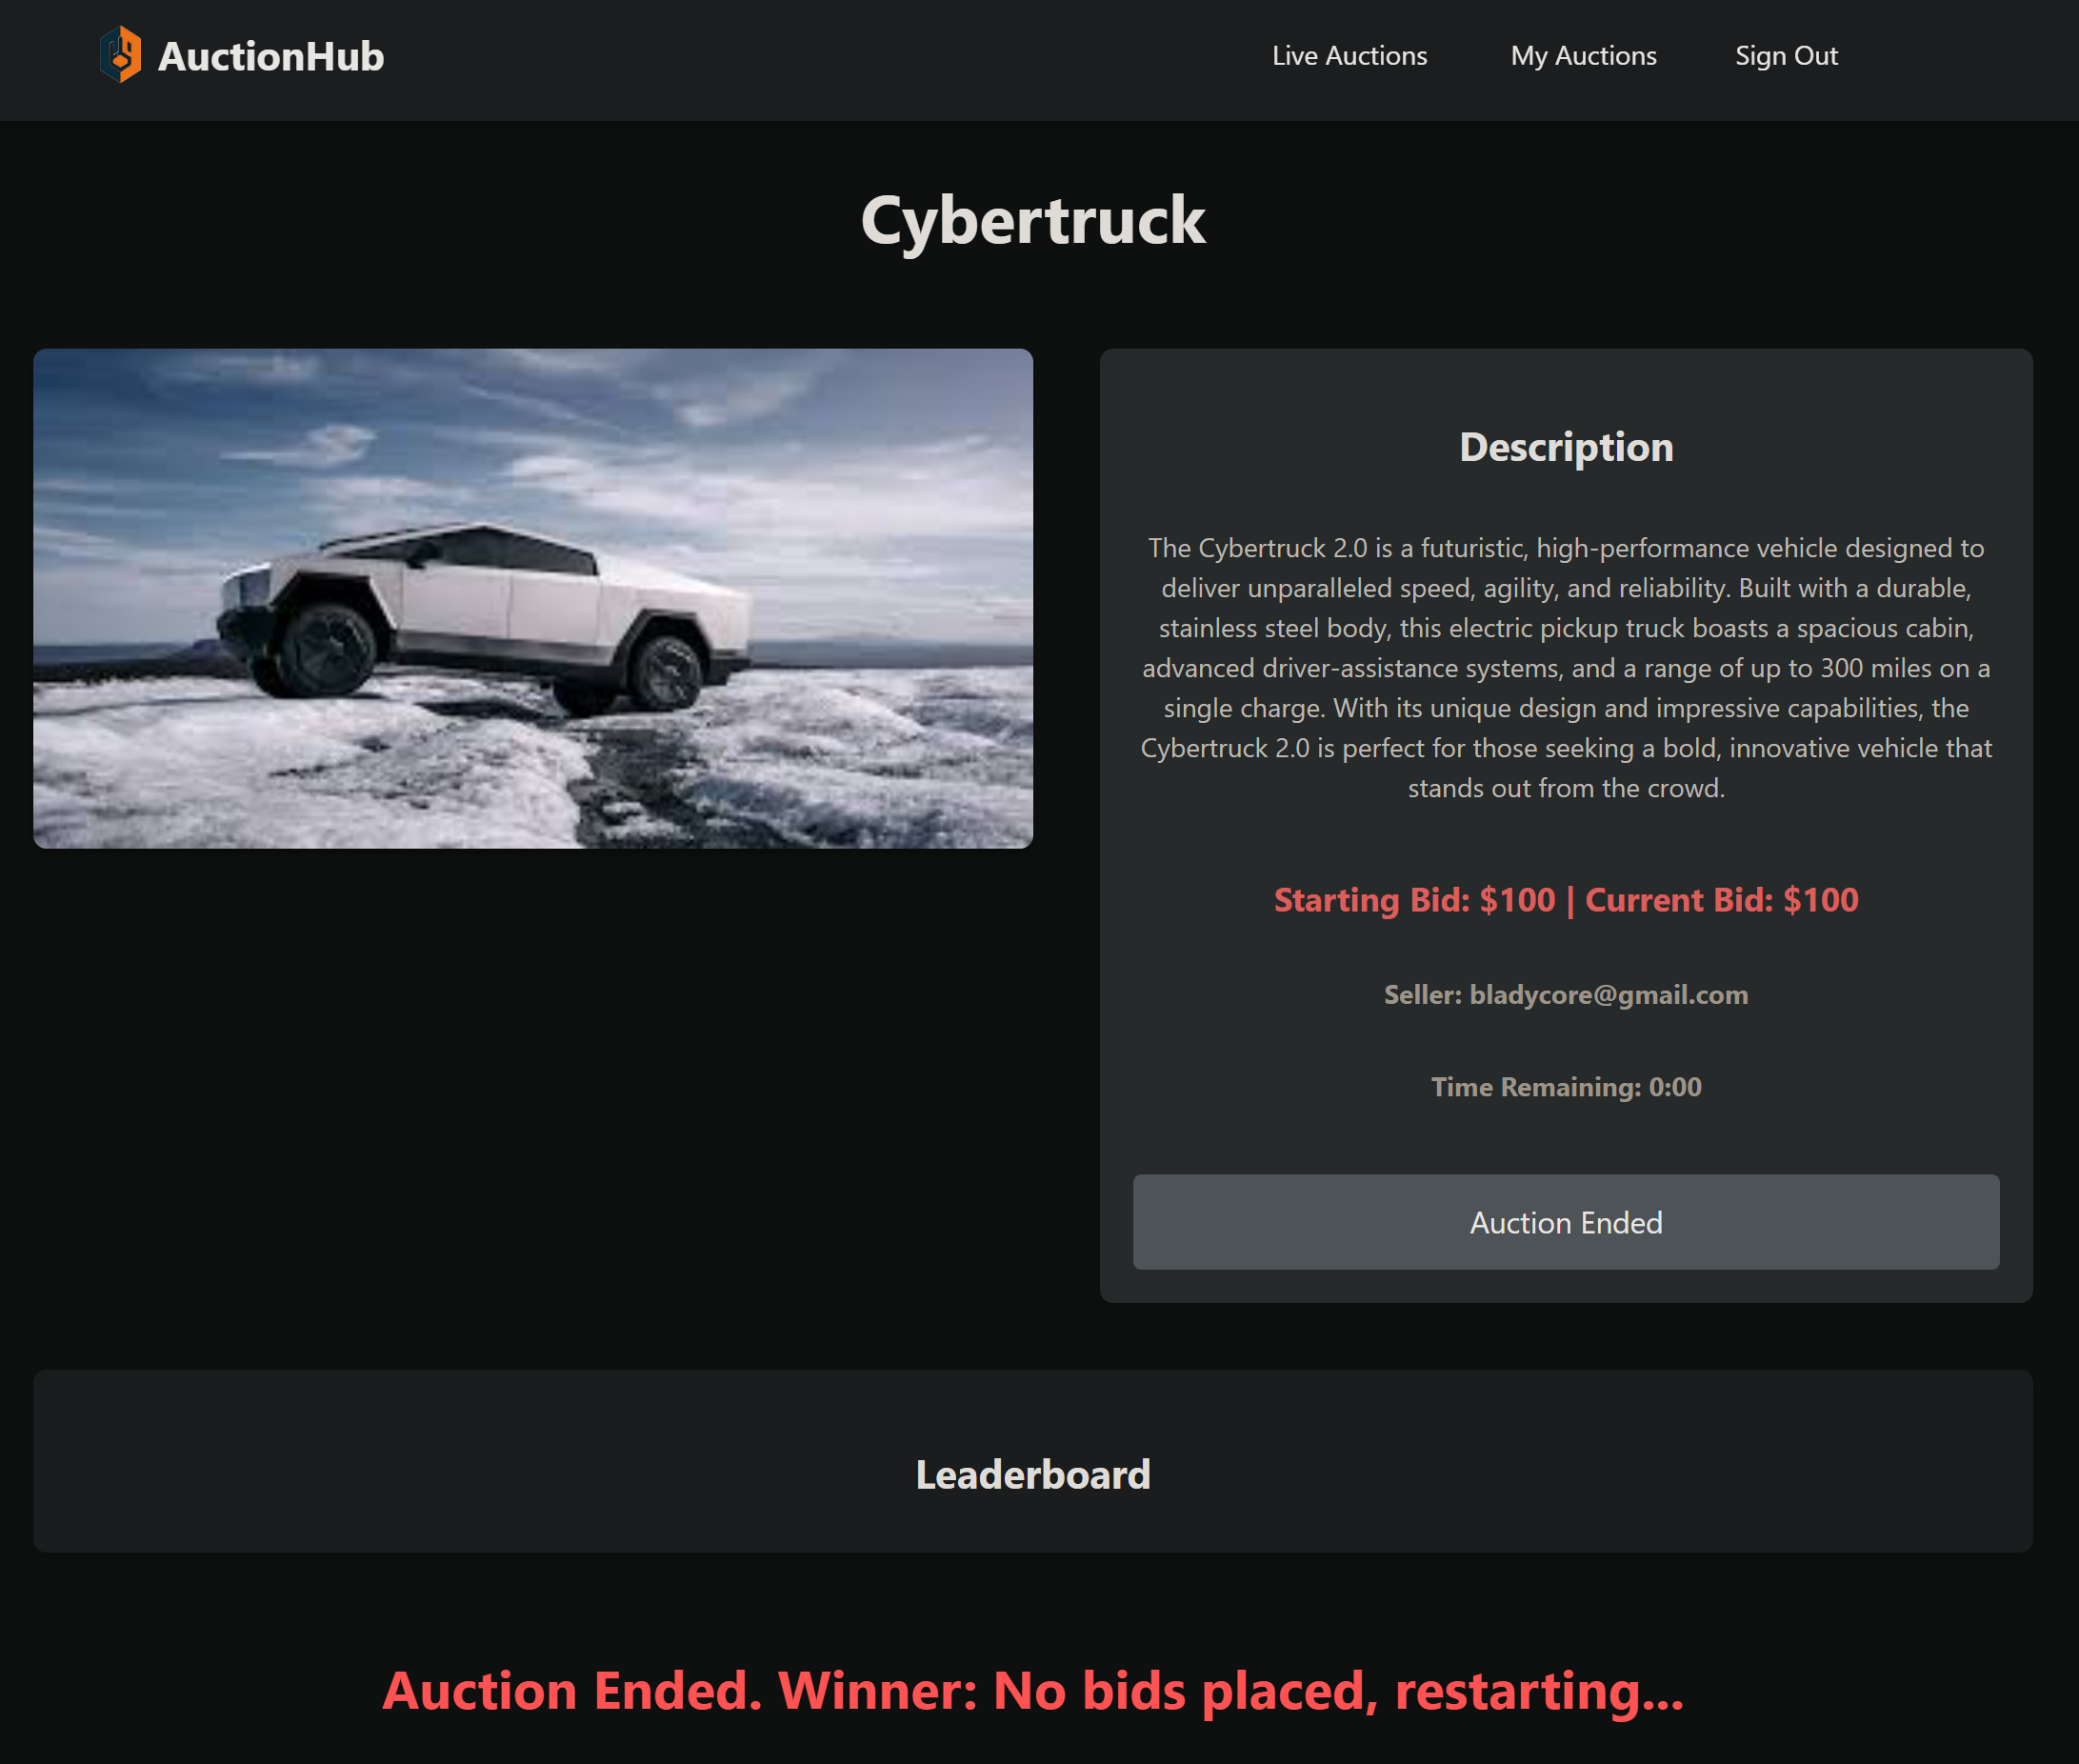 AuctionHub
Live Auctions
My Auctions
Sign Out
Cybertruck
Description
The Cybertruck 2.0 is a futuristic, high-performance vehicle designed to
deliver unparalleled speed, agility, and reliability. Built with a durable,
stainless steel body, this electric pickup truck boasts a spacious cabin,
advanced driver-assistance systems, and a range of up to 300 miles on a
single charge. With its unique design and impressive capabilities, the
Cybertruck 2.0 is perfect for those seeking a bold, innovative vehicle that
stands out from the crowd.
Starting Bid: $100 | Current Bid: $100
Seller: bladycore@gmail.com
Time Remaining: 0:00
Auction Ended
Leaderboard
Auction Ended. Winner: No bids placed, restarting...